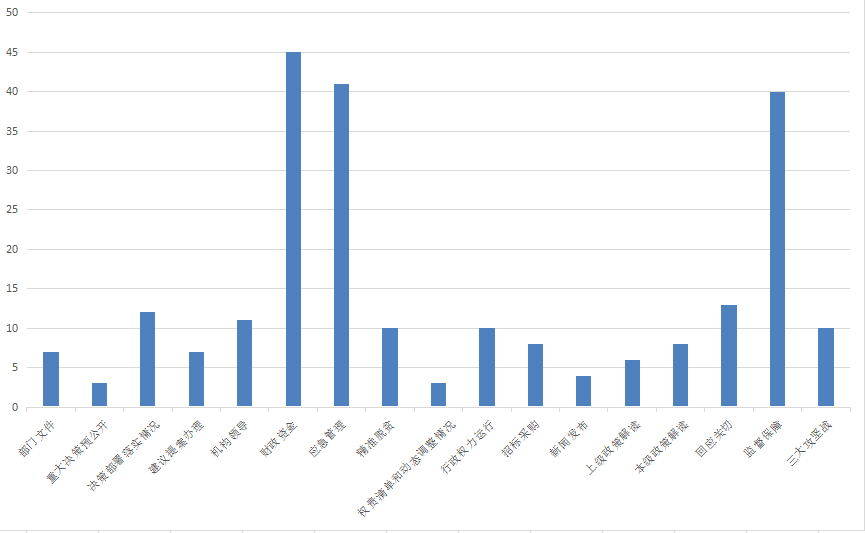 50
45
40
35
30
25
20
15
10
5
0
部门文件
重大决策预公开
决策部署落实情况
建议提案办理
机构领导
财政资金
应急管理
精准脱贫
权责清单和动态调整情况
行政权力运行
招标采购
新闻发布
上级政策解读
本级政策解读
回应关切
监督保障
三大攻坚战